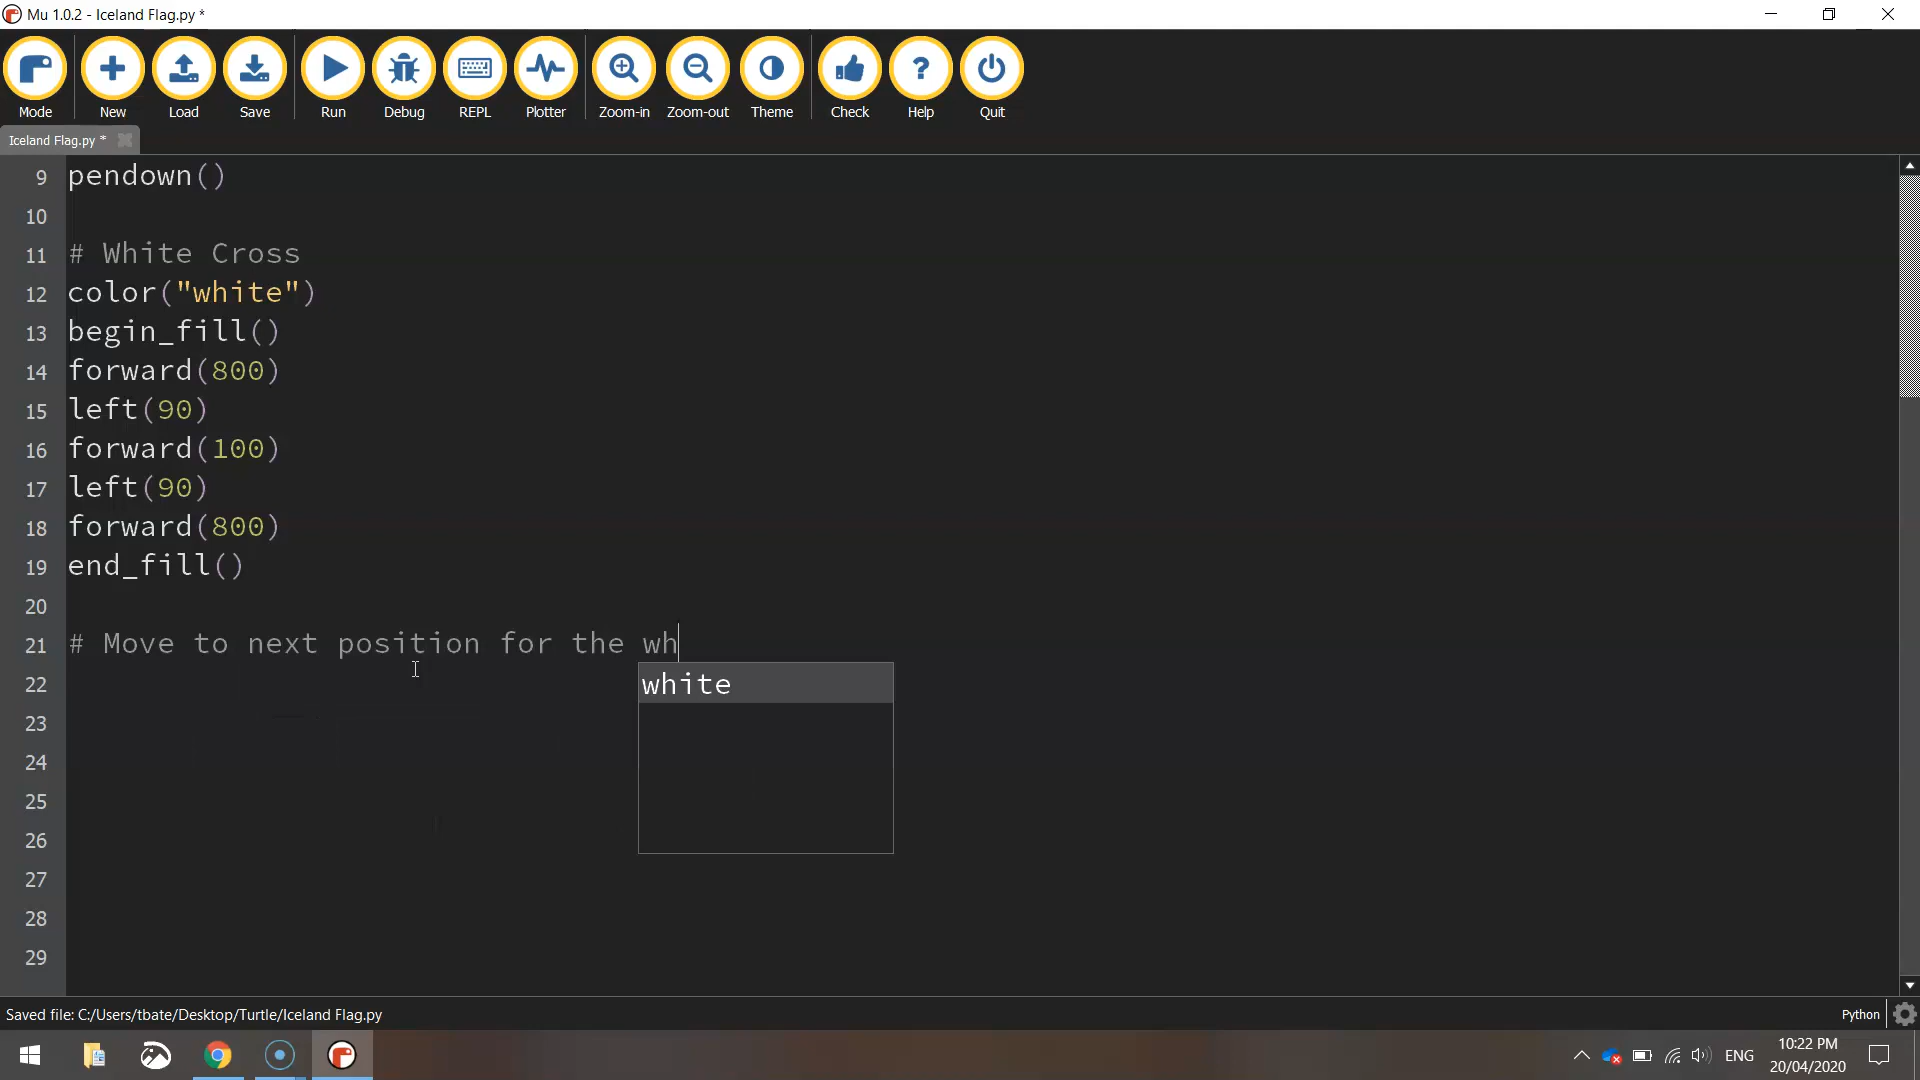 Mu 1.0.2 - Iceland Flag.py *
Mode New Load Save Run Debug REPL Plotter Zoom-in Zoom-out Theme Check Help Quit
Iceland Flag.py *
9 pendown()
10
11 # White Cross
12 color("white")
13 begin_fill()
14 forward(800)
15 left(90)
16 forward(100)
17 left(90)
18 forward(800)
19 end_fill()
20
21 # Move to next position for the wh
22 white
23
24
25
26
27
28
29
Saved file: C:/Users/tbate/Desktop/Turtle/Iceland Flag.py Python
ENG 10:22 PM
20/04/2020